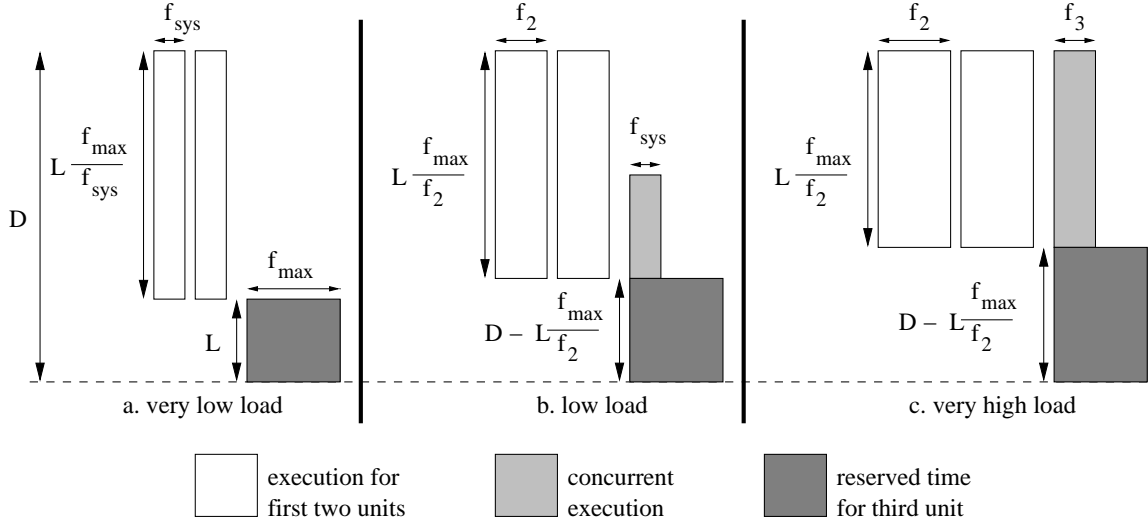 f_sys
f_2
f_2
f_3
D
L f_max / f_sys
f_max
L
L f_max / f_2
f_sys
D – L f_max / f_2
L f_max / f_2
D – L f_max / f_2
a. very low load
b. low load
c. very high load
execution for
first two units
concurrent
execution
reserved time
for third unit